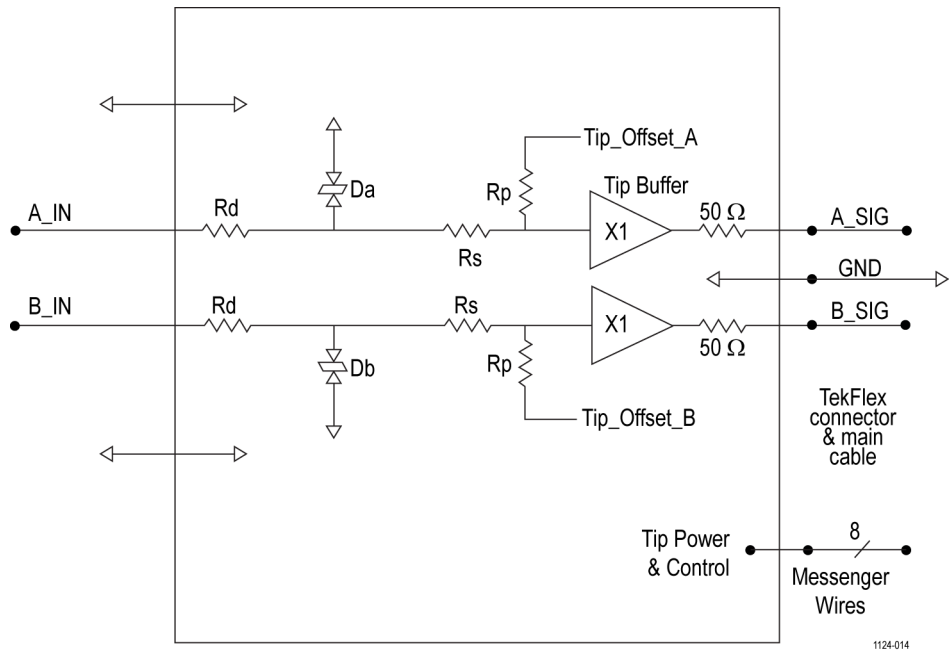 Tip_Offset_A
Da
Rp
Tip Buffer
A_IN
Rd
50 Ω
A_SIG
X1
Rs
GND
B_IN
Rd
Rs
X1
B_SIG
50 Ω
Db
Rp
Tip_Offset_B
TekFlex
connector
& main
cable
8
Tip Power
& Control
Messenger
Wires
1124-014